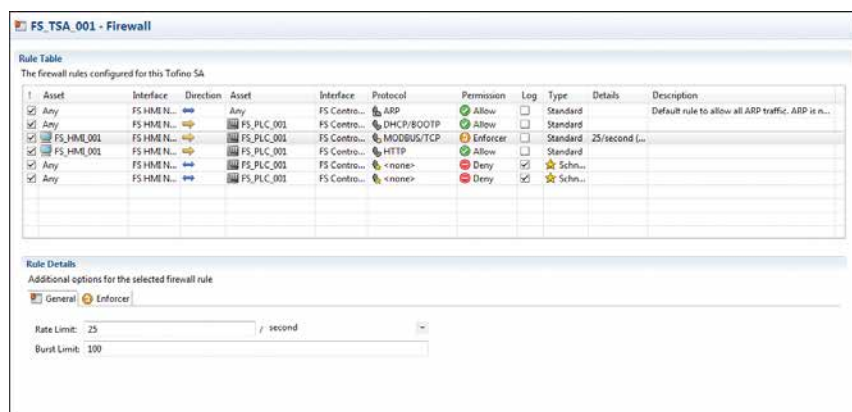 FS_TSA_001 - Firewall
Rule Table
The firewall rules configured for this Tofino SA
! Asset Interface Direction Asset Interface Protocol Permission Log Type Details Description
Any FS HMI N... Any FS Contro... ARP Allow Standard Default rule to allow all ARP traffic. ARP is n...
Any FS HMI N... FS_PLC_001 FS Contro... DHCP/BOOTP Allow Standard
FS_HMI_001 FS HMI N... FS_PLC_001 FS Contro... MODBUS/TCP Enforcer Standard 25/second (...
FS_HMI_001 FS HMI N... FS_PLC_001 FS Contro... HTTP Allow Standard
Any FS HMI N... FS_PLC_001 FS Contro... <none> Deny Schn...
Any FS HMI N... FS_PLC_001 FS Contro... <none> Deny Schn...
Rule Details
Additional options for the selected firewall rule
General Enforcer
Rate Limit: 25 / second
Burst Limit: 100